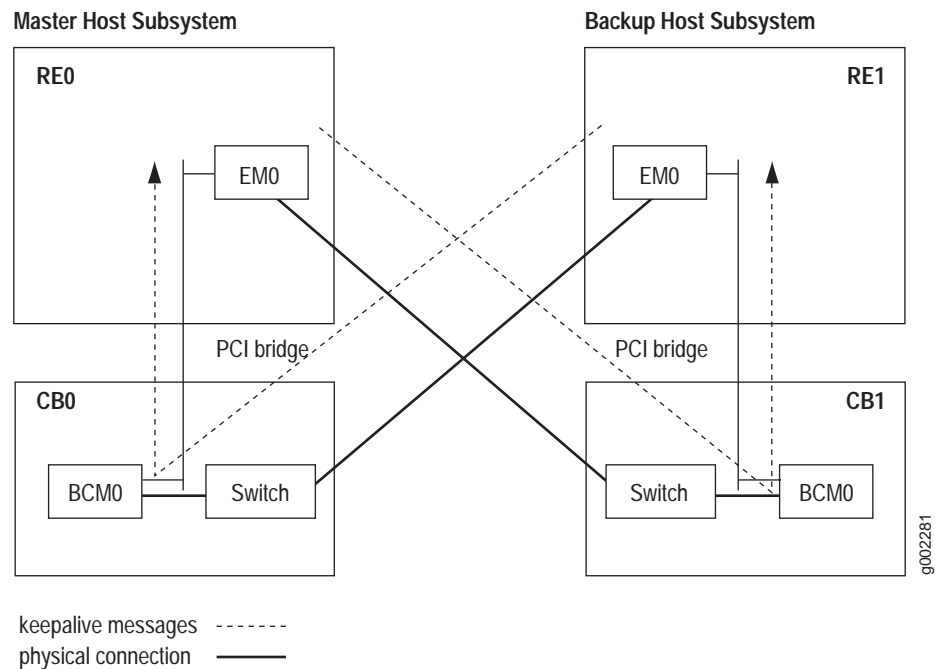 Master Host Subsystem
Backup Host Subsystem
RE0
RE1
EM0
EM0
PCI bridge
PCI bridge
CB0
CB1
BCM0
Switch
Switch
BCM0
g002281
keepalive messages
physical connection